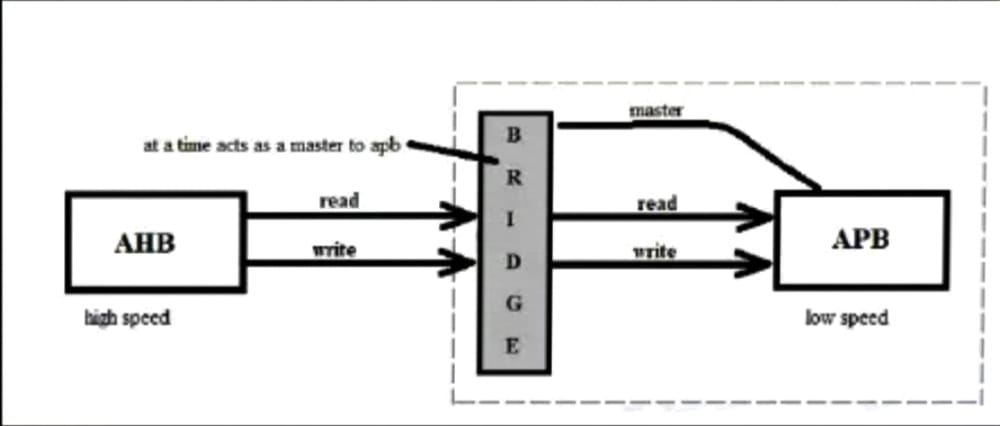 master
at a time acts as a master to apb
B
R
I
D
G
E
read
write
AHB
high speed
read
write
APB
low speed